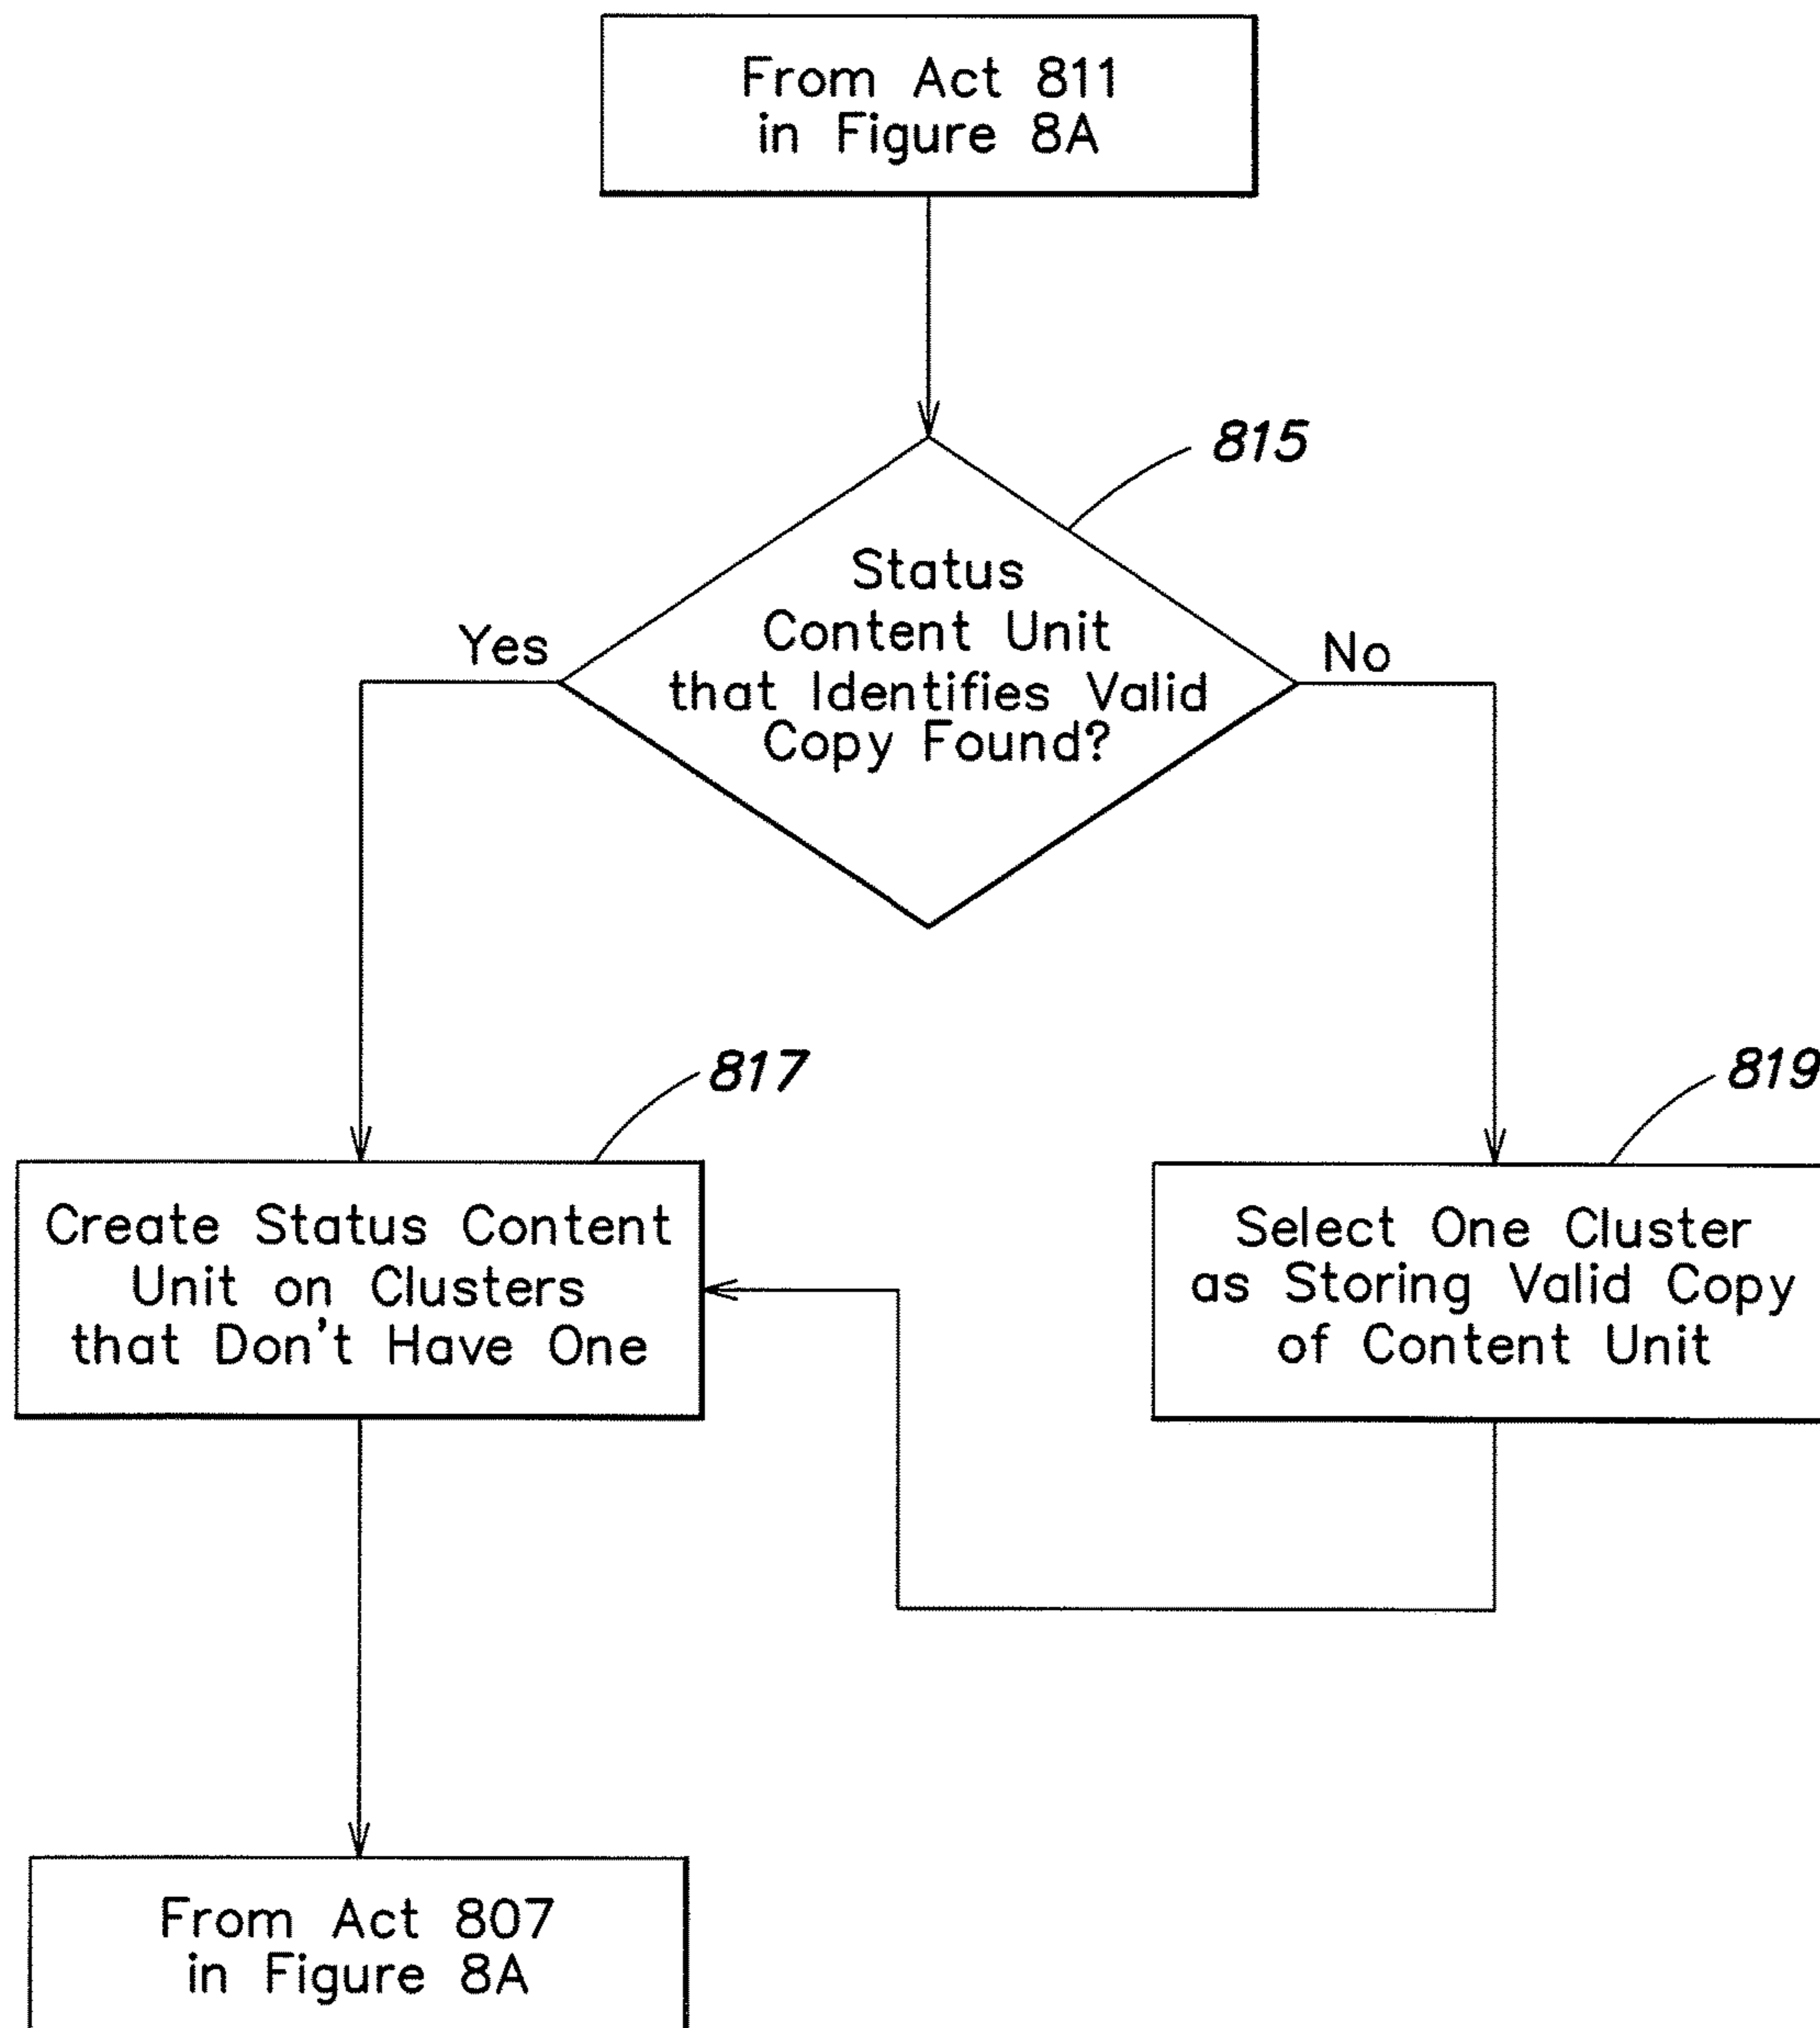 From Act 811
in Figure 8A
815
Status
Content Unit
that Identifies Valid
Copy Found?
Yes
No
817
Create Status Content
Unit on Clusters
that Don't Have One
819
Select One Cluster
as Storing Valid Copy
of Content Unit
From Act 807
in Figure 8A